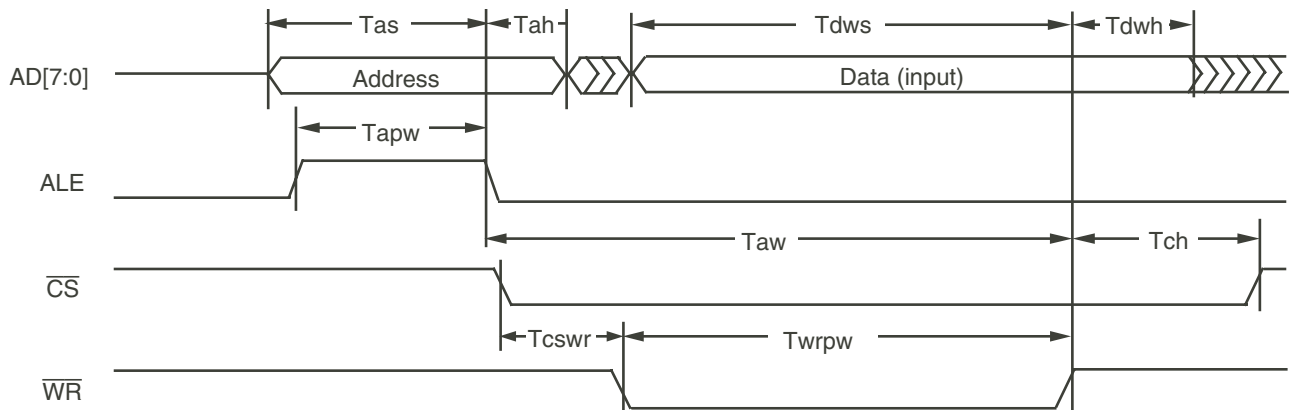 Tas Tah Tdws Tdwh
AD[7:0] Address Data (input)
Tapw
ALE
Taw Tch
CS
Tcswr Twrpw
WR